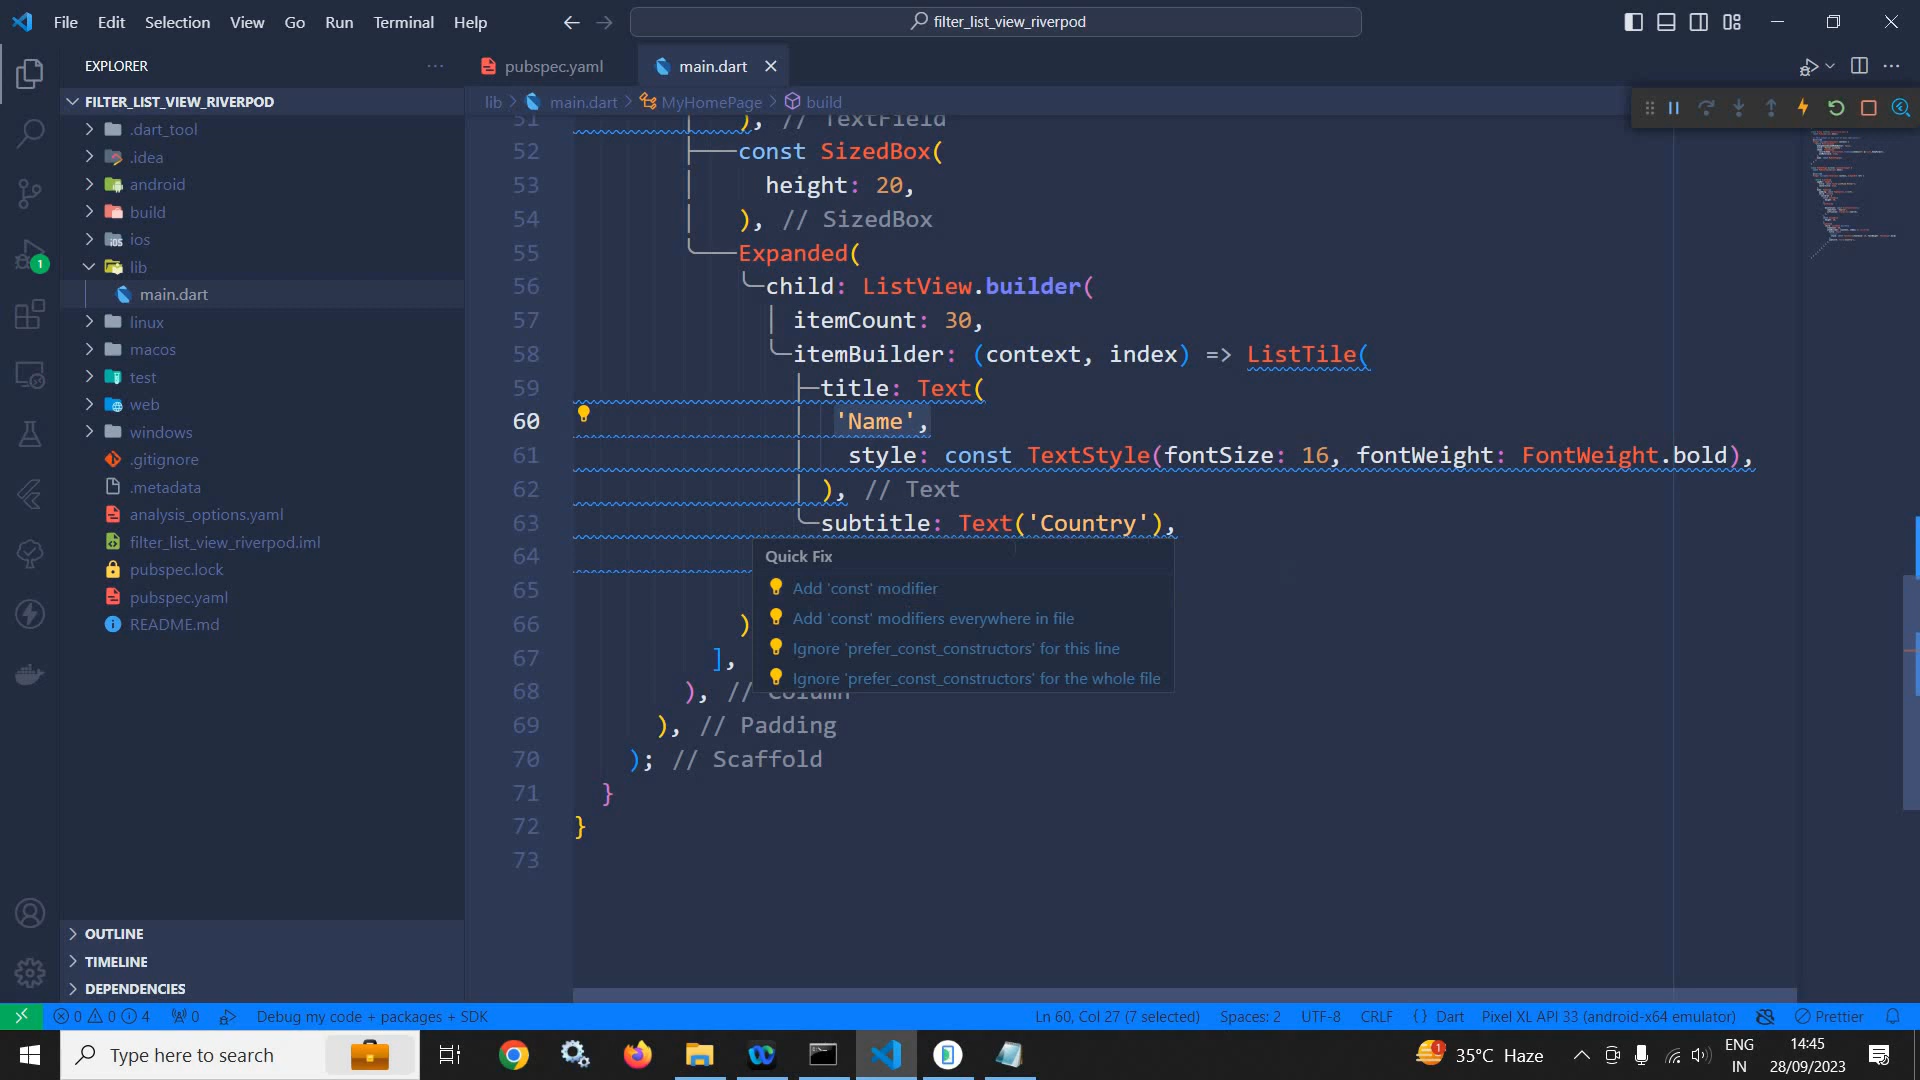 File Edit Selection View Go Run Terminal Help
filter_list_view_riverpod
EXPLORER
pubspec.yaml
main.dart
FILTER_LIST_VIEW_RIVERPOD
.dart_tool
.idea
android
build
ios
lib
main.dart
linux
macos
test
web
windows
.gitignore
.metadata
analysis_options.yaml
filter_list_view_riverpod.iml
pubspec.lock
pubspec.yaml
README.md
OUTLINE
TIMELINE
DEPENDENCIES
lib > main.dart > MyHomePage > build
51 ), // TextField
52 const SizedBox(
53 height: 20,
54 ), // SizedBox
55 Expanded(
56 child: ListView.builder(
57 itemCount: 30,
58 itemBuilder: (context, index) => ListTile(
59 title: Text(
60 'Name',
61 style: const TextStyle(fontSize: 16, fontWeight: FontWeight.bold),
62 ), // Text
63 subtitle: Text('Country'),
64
65
66 )
67 ],
68 ), // Column
69 ), // Padding
70 ); // Scaffold
71 }
72 }
73
Quick Fix
Add 'const' modifier
Add 'const' modifiers everywhere in file
Ignore 'prefer_const_constructors' for this line
Ignore 'prefer_const_constructors' for the whole file
1
0 0 4 0 Debug my code + packages + SDK
Ln 60, Col 27 (7 selected) Spaces: 2 UTF-8 CRLF {} Dart Pixel XL API 33 (android-x64 emulator) Prettier
Type here to search
1
35°C Haze
ENG
IN
14:45
28/09/2023